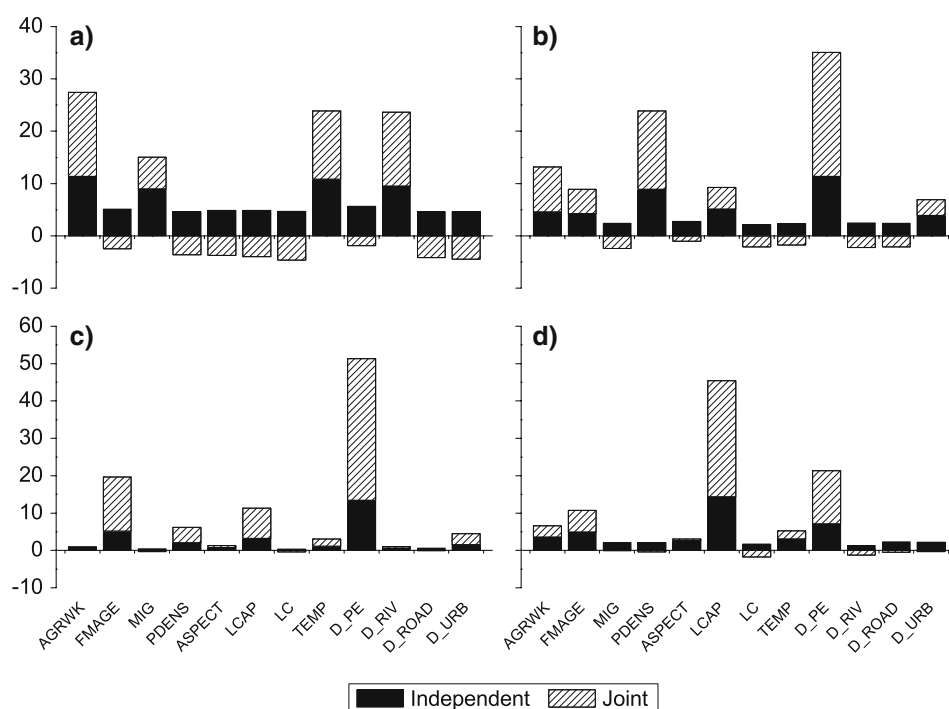 a)
b)
40
30
20
10
0
-10
c)
d)
60
50
40
30
20
10
0
-10
AGRWK
FMAGE
MIG
PDENS
ASPECT
LCAP
LC
TEMP
D_PE
D_RIV
D_ROAD
D_URB
AGRWK
FMAGE
MIG
PDENS
ASPECT
LCAP
LC
TEMP
D_PE
D_RIV
D_ROAD
D_URB
Independent Joint